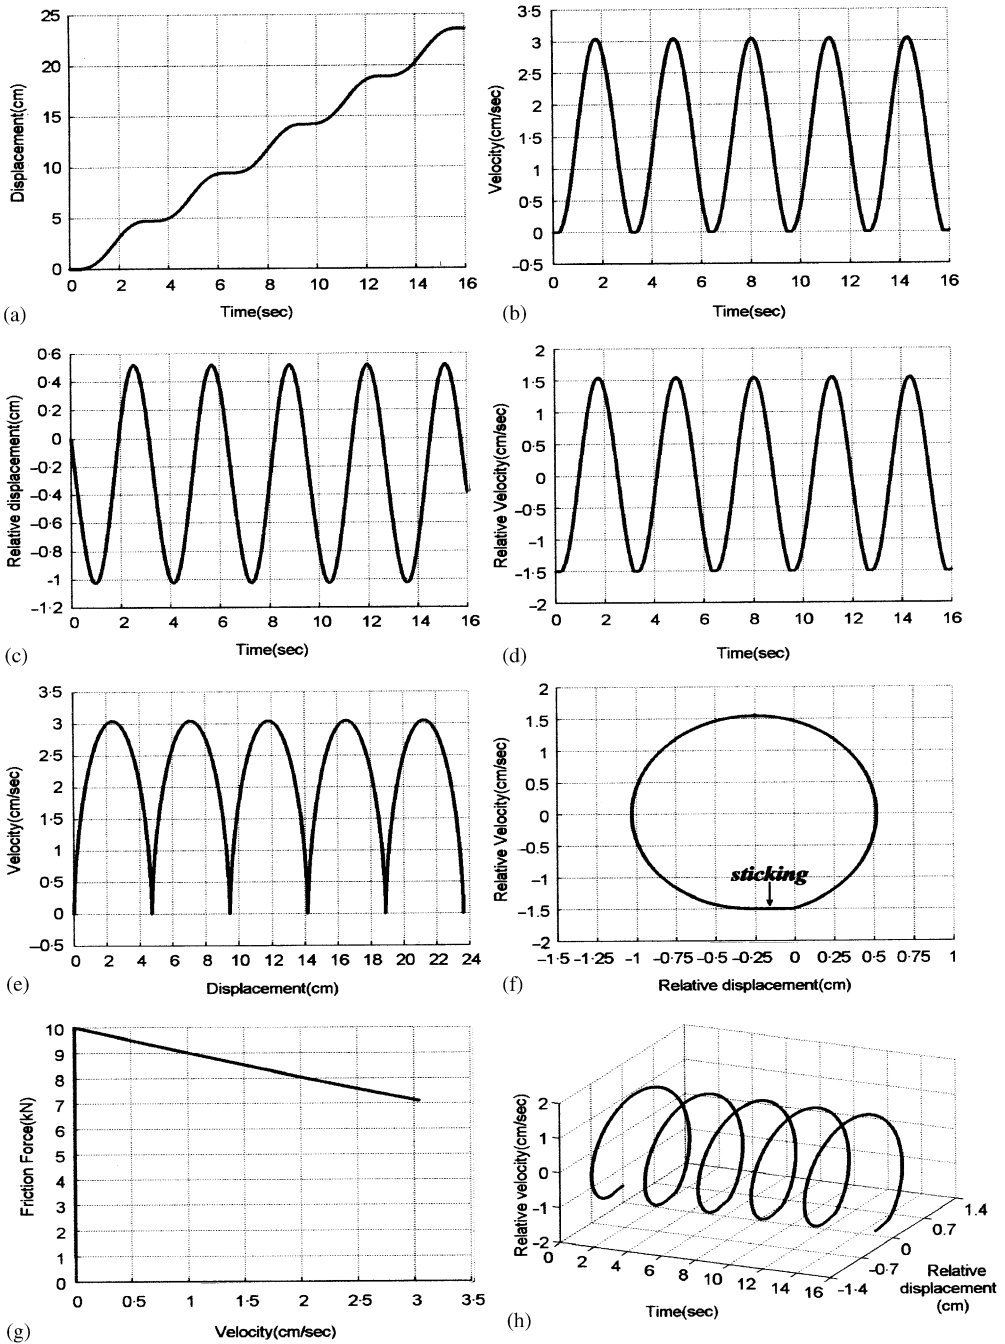 25
20
15
10
5
0
Displacement(cm)
0 2 4 6 8 10 12 14 16
Time(sec)
(a)
3·5
3
2·5
2
1·5
1
0·5
0
−0·5
Velocity(cm/sec)
0 2 4 6 8 10 12 14 16
Time(sec)
(b)
0·6
0·4
0·2
0
−0·2
−0·4
−0·6
−0·8
−1
−1·2
Relative displacement(cm)
0 2 4 6 8 10 12 14 16
Time(sec)
(c)
2
1·5
1
0·5
0
−0·5
−1
−1·5
−2
Relative Velocity(cm/sec)
0 2 4 6 8 10 12 14 16
Time(sec)
(d)
3·5
3
2·5
2
1·5
1
0·5
0
−0·5
Velocity(cm/sec)
0 2 4 6 8 10 12 14 16 18 20 22 24
Displacement(cm)
(e)
2
1.5
1
0·5
0
−0·5
−1
−1·5
−2
Relative Velocity(cm/sec)
sticking
−1·5 −1·25 −1 −0·75 −0·5 −0·25 0 0·25 0·5 0·75 1
Relative displacement(cm)
(f)
10
9
8
7
6
5
4
3
2
1
0
Friction Force(kN)
0 0·5 1 1·5 2 2·5 3 3·5
Velocity(cm/sec)
(g)
2
1
0
−1
−2
Relative velocity(cm/sec)
0 2 4 6 8 10 12 14 16
Time(sec)
−1·4
−0·7
0
0.7
1.4
Relative
displacement
(cm)
(h)